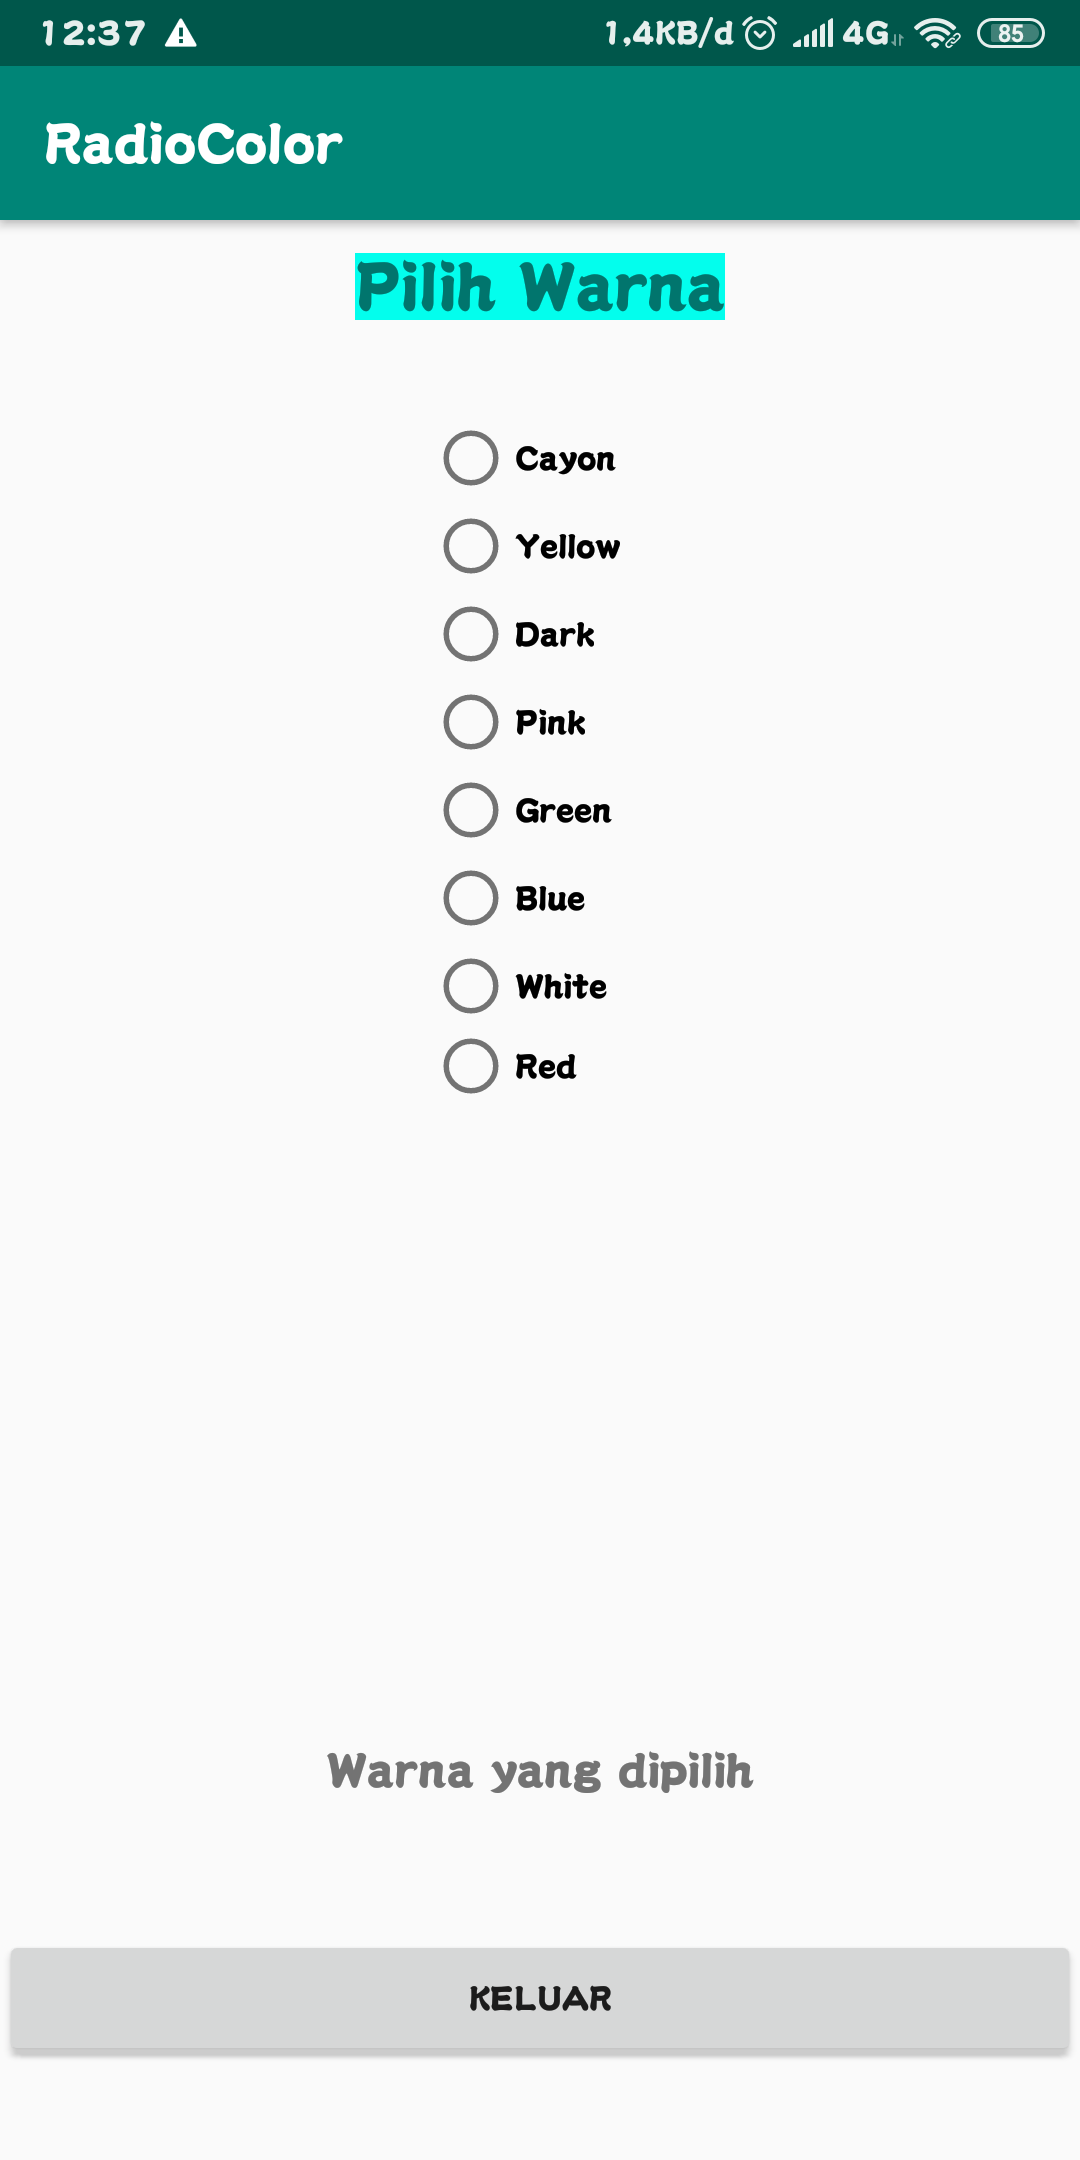 12:37 1,4KB/d 4G 85
RadioColor
Pilih Warna
Cayon
Yellow
Dark
Pink
Green
Blue
White
Red
Warna yang dipilih
KELUAR